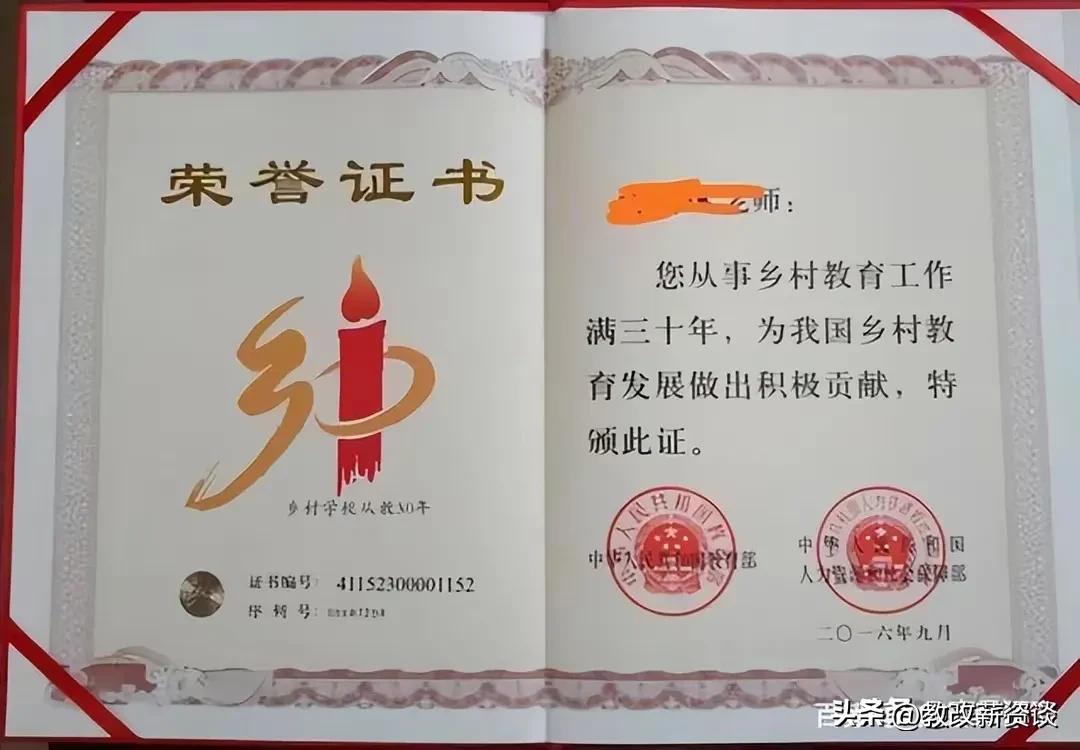 荣誉证书
乡村学校从教30年
证书编号：41152300001152
序列号：
老师：
您从事乡村教育工作
满三十年，为我国乡村教
育发展做出积极贡献，特
颁此证。
中华人民共和国教育部
中华人民共和国
人力资源和社会保障部
二〇一六年九月
头条@教改薪资谈